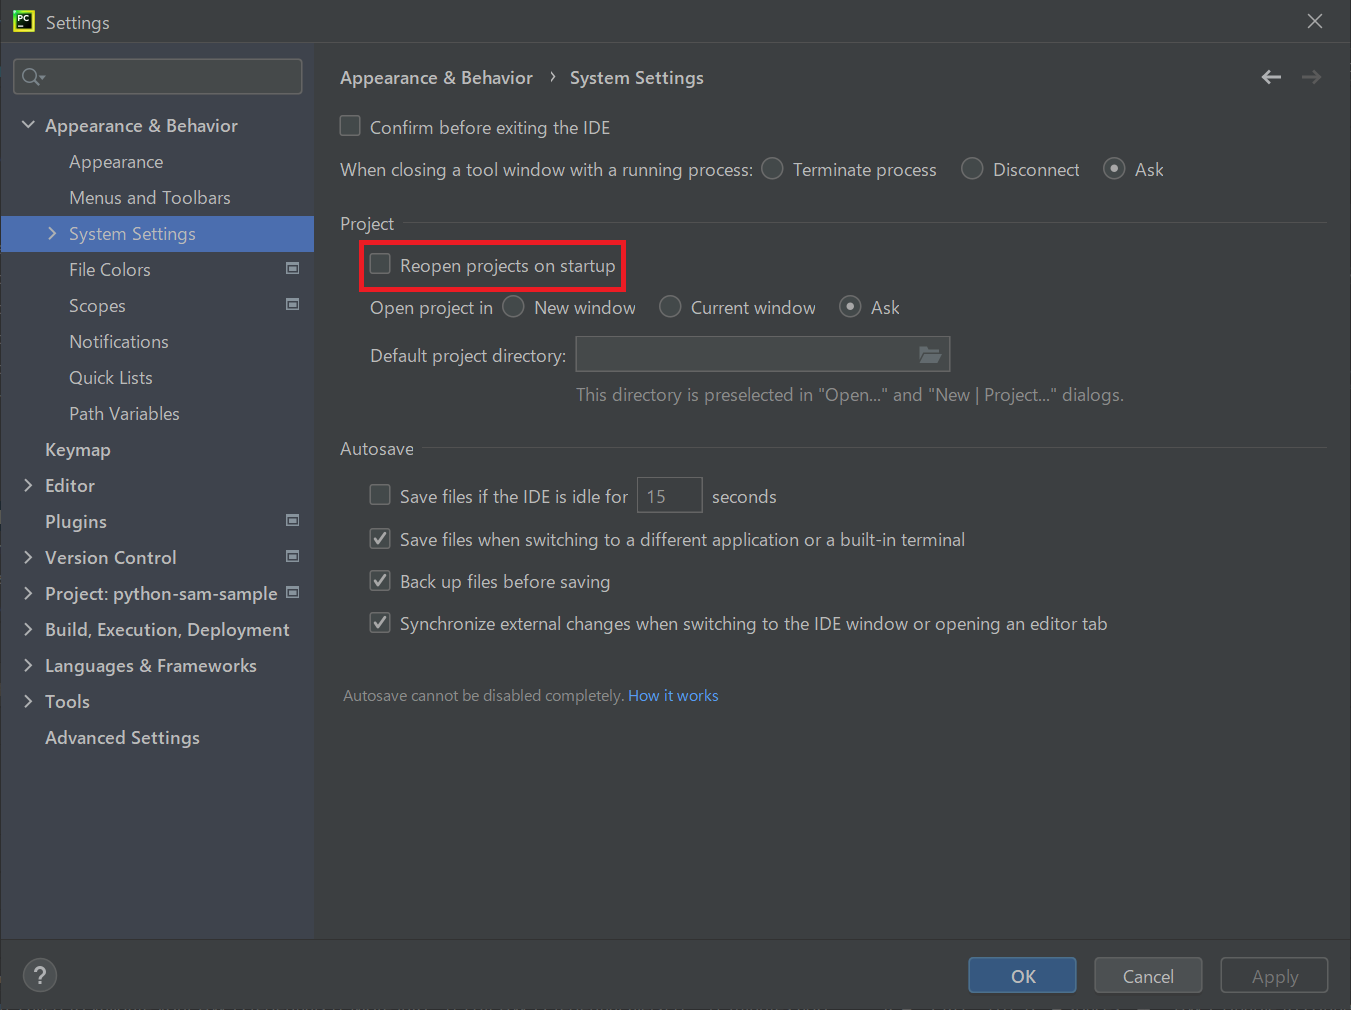 PC
Settings
Appearance & Behavior
Appearance
Menus and Toolbars
System Settings
File Colors
Scopes
Notifications
Quick Lists
Path Variables
Keymap
Editor
Plugins
Version Control
Project: python-sam-sample
Build, Execution, Deployment
Languages & Frameworks
Tools
Advanced Settings
Appearance & Behavior › System Settings
Confirm before exiting the IDE
When closing a tool window with a running process: Terminate process Disconnect Ask
Project
Reopen projects on startup
Open project in New window Current window Ask
Default project directory:
This directory is preselected in "Open..." and "New | Project..." dialogs.
Autosave
Save files if the IDE is idle for 15 seconds
Save files when switching to a different application or a built-in terminal
Back up files before saving
Synchronize external changes when switching to the IDE window or opening an editor tab
Autosave cannot be disabled completely. How it works
? OK Cancel Apply